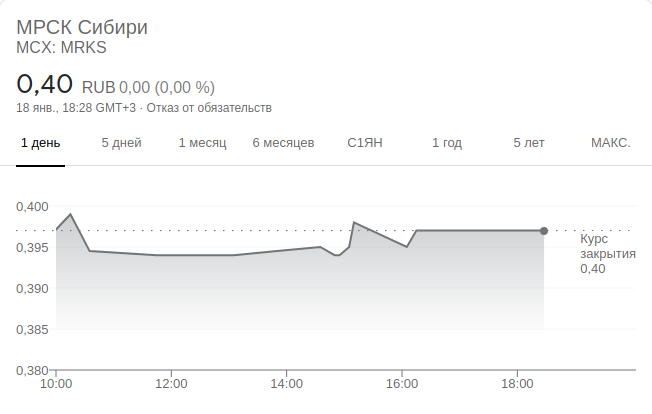 МРСК Сибири
MCX: MRKS
0,40 RUB 0,00 (0,00 %)
18 янв., 18:28 GMT+3 · Отказ от обязательств
1 день 5 дней 1 месяц 6 месяцев С1ЯН 1 год 5 лет МАКС.
0,400
0,395
0,390
0,385
0,380
Курс
закрытия
0,40
10:00 12:00 14:00 16:00 18:00